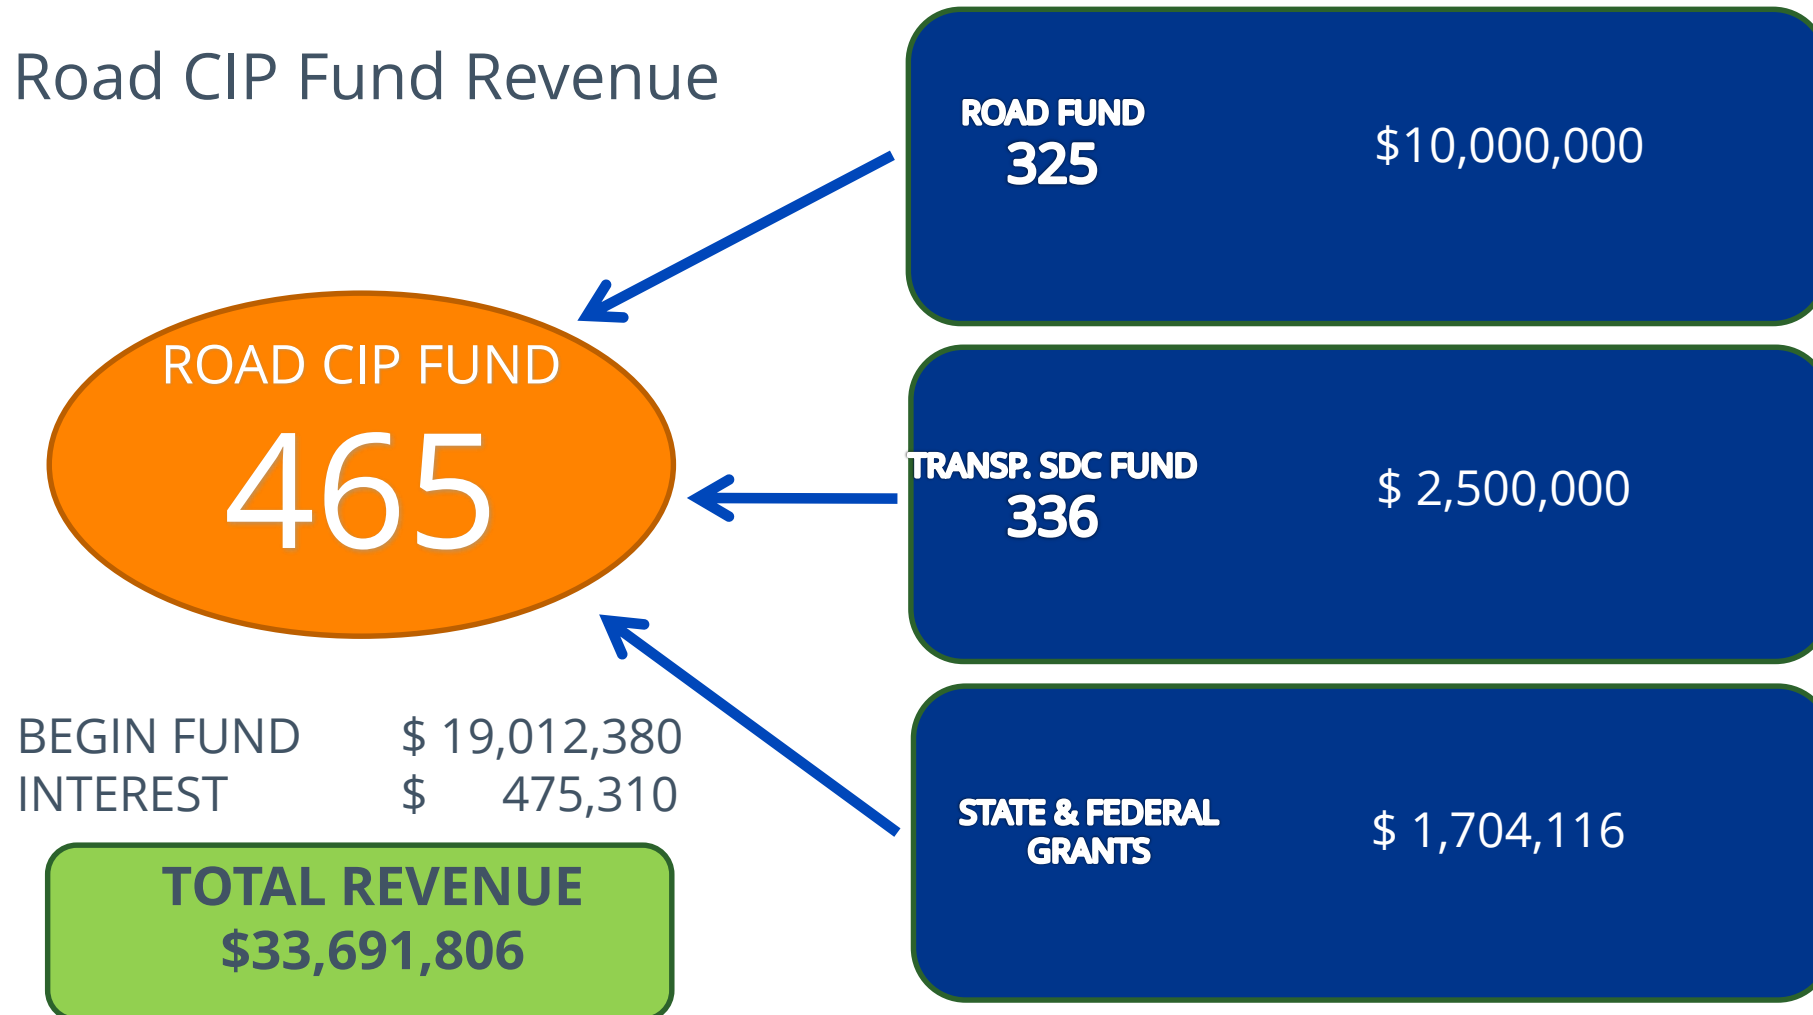 Road CIP Fund Revenue
ROAD FUND
325
$10,000,000
ROAD CIP FUND
465
TRANSP. SDC FUND
336
$ 2,500,000
BEGIN FUND $ 19,012,380
INTEREST $ 475,310
STATE & FEDERAL
GRANTS
$ 1,704,116
TOTAL REVENUE
$33,691,806